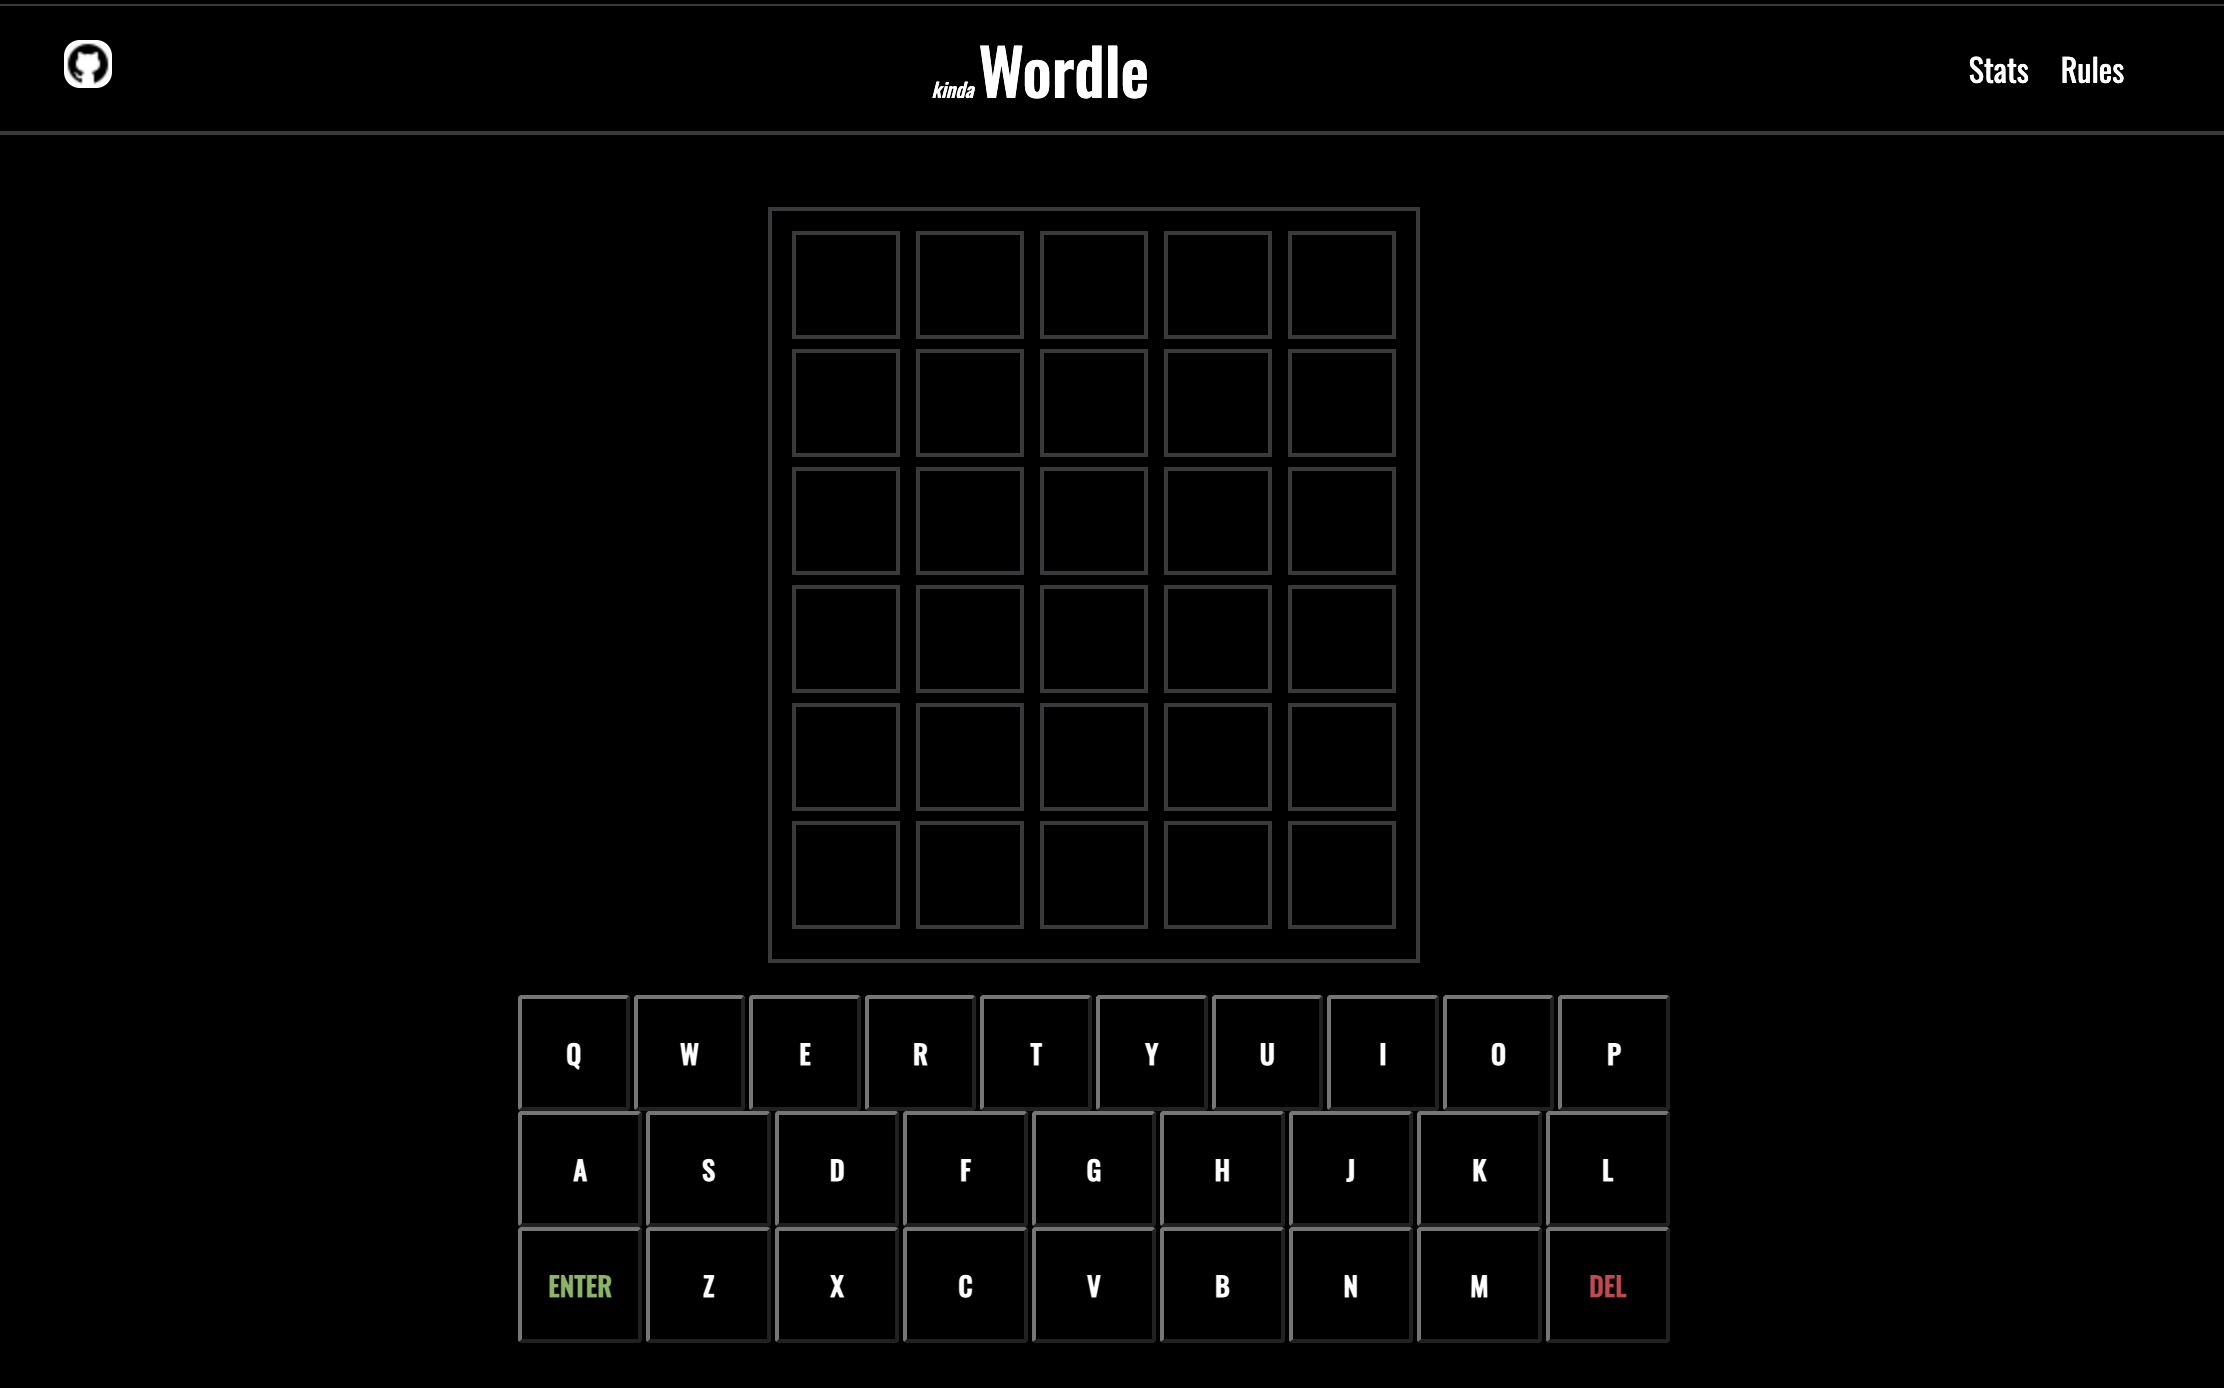 kinda Wordle
Stats Rules
Q W E R T Y U I O P
A S D F G H J K L
ENTER Z X C V B N M DEL